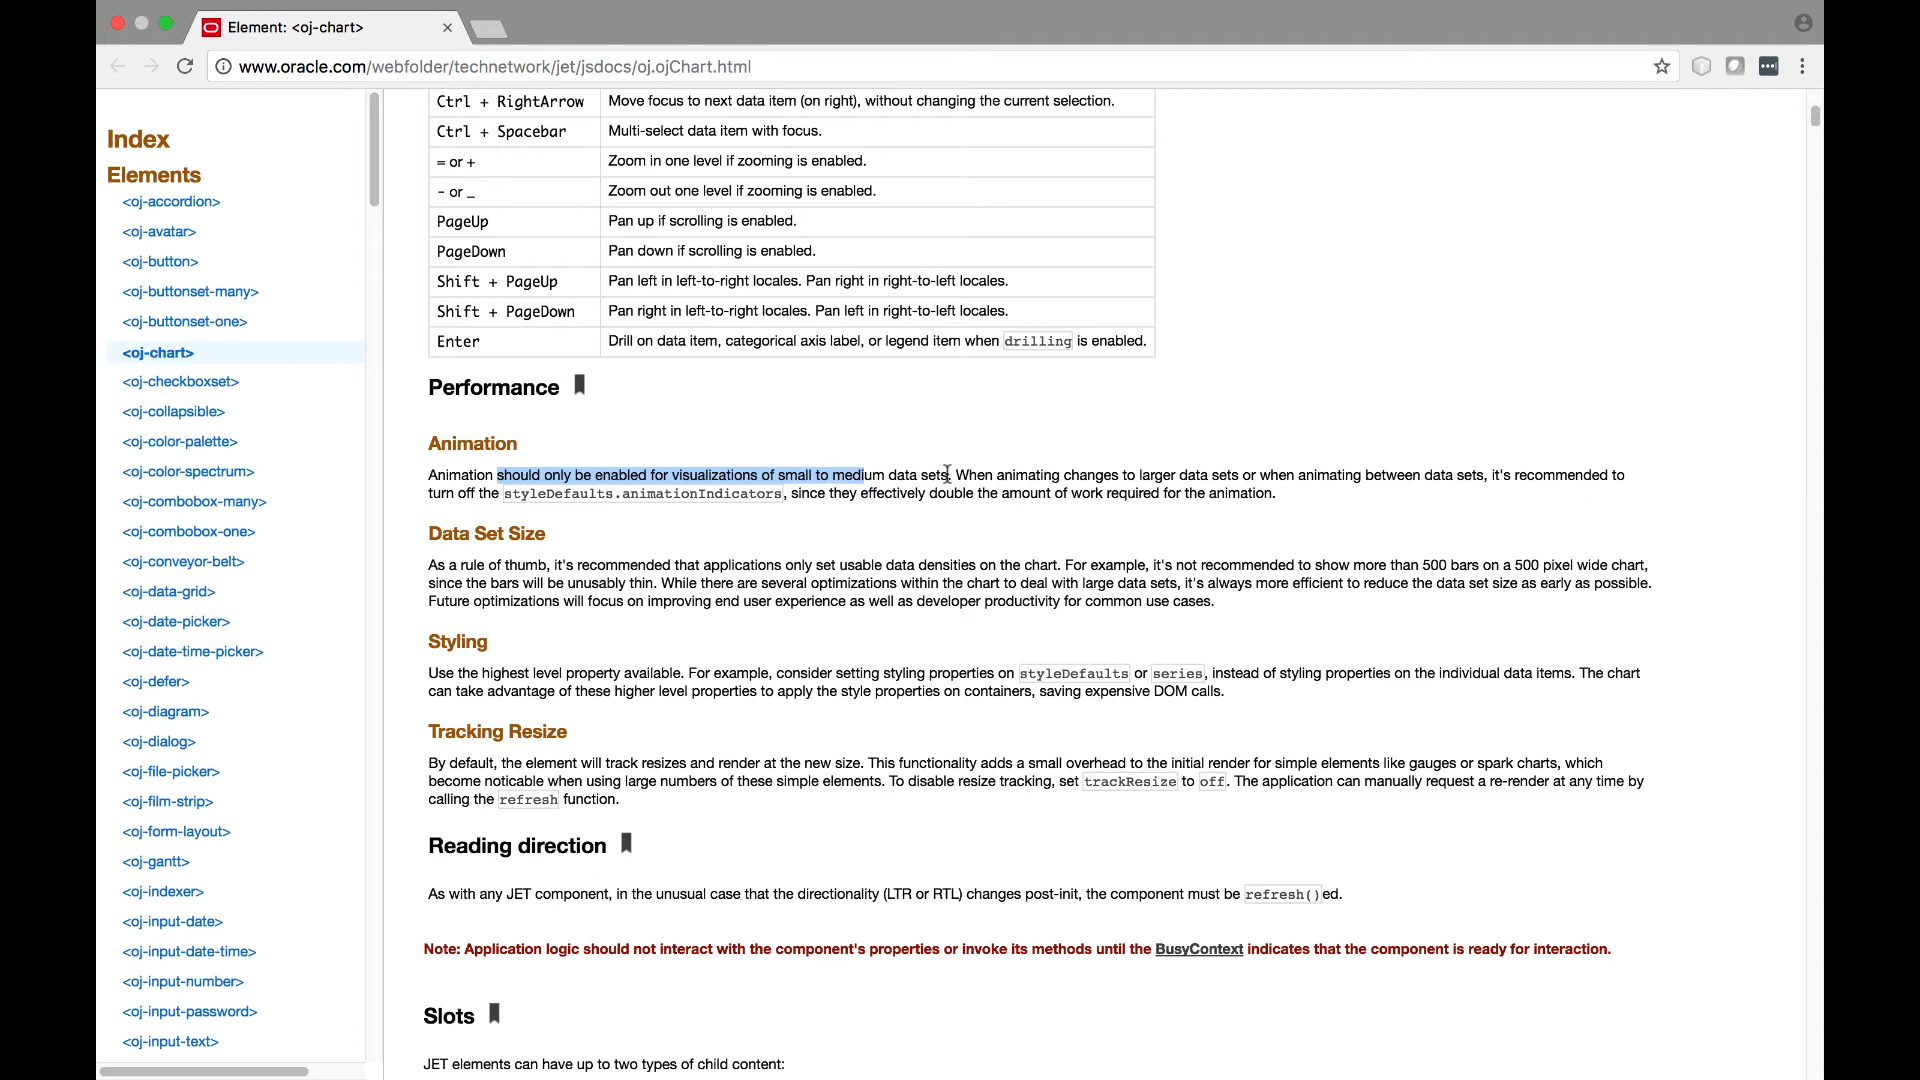 Element: <oj-chart>
www.oracle.com/webfolder/technetwork/jet/jsdocs/oj.ojChart.html
Index
Elements
<oj-accordion>
<oj-avatar>
<oj-button>
<oj-buttonset-many>
<oj-buttonset-one>
<oj-chart>
<oj-checkboxset>
<oj-collapsible>
<oj-color-palette>
<oj-color-spectrum>
<oj-combobox-many>
<oj-combobox-one>
<oj-conveyor-belt>
<oj-data-grid>
<oj-date-picker>
<oj-date-time-picker>
<oj-defer>
<oj-diagram>
<oj-dialog>
<oj-file-picker>
<oj-film-strip>
<oj-form-layout>
<oj-gantt>
<oj-indexer>
<oj-input-date>
<oj-input-date-time>
<oj-input-number>
<oj-input-password>
<oj-input-text>
Ctrl + RightArrow Move focus to next data item (on right), without changing the current selection.
Ctrl + Spacebar Multi-select data item with focus.
= or + Zoom in one level if zooming is enabled.
- or _ Zoom out one level if zooming is enabled.
PageUp Pan up if scrolling is enabled.
PageDown Pan down if scrolling is enabled.
Shift + PageUp Pan left in left-to-right locales. Pan right in right-to-left locales.
Shift + PageDown Pan right in left-to-right locales. Pan left in right-to-left locales.
Enter Drill on data item, categorical axis label, or legend item when drilling is enabled.
Performance
Animation
Animation should only be enabled for visualizations of small to medium data sets. When animating changes to larger data sets or when animating between data sets, it's recommended to
turn off the styleDefaults.animationIndicators, since they effectively double the amount of work required for the animation.
Data Set Size
As a rule of thumb, it's recommended that applications only set usable data densities on the chart. For example, it's not recommended to show more than 500 bars on a 500 pixel wide chart,
since the bars will be unusably thin. While there are several optimizations within the chart to deal with large data sets, it's always more efficient to reduce the data set size as early as possible.
Future optimizations will focus on improving end user experience as well as developer productivity for common use cases.
Styling
Use the highest level property available. For example, consider setting styling properties on styleDefaults or series, instead of styling properties on the individual data items. The chart
can take advantage of these higher level properties to apply the style properties on containers, saving expensive DOM calls.
Tracking Resize
By default, the element will track resizes and render at the new size. This functionality adds a small overhead to the initial render for simple elements like gauges or spark charts, which
become noticable when using large numbers of these simple elements. To disable resize tracking, set trackResize to off. The application can manually request a re-render at any time by
calling the refresh function.
Reading direction
As with any JET component, in the unusual case that the directionality (LTR or RTL) changes post-init, the component must be refresh()ed.
Note: Application logic should not interact with the component's properties or invoke its methods until the BusyContext indicates that the component is ready for interaction.
Slots
JET elements can have up to two types of child content: